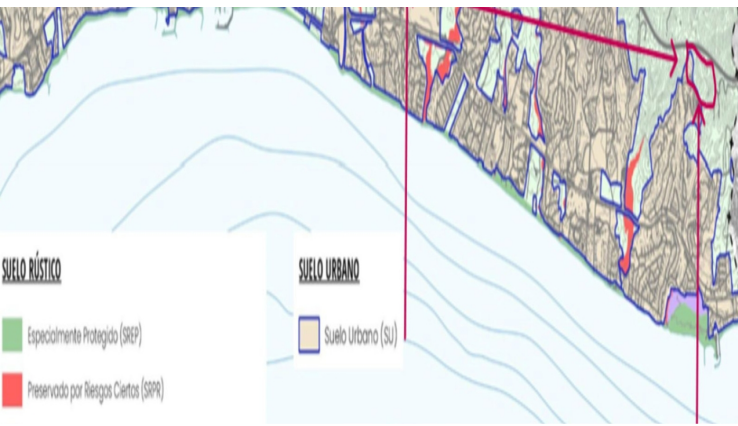 SUELO RÚSTICO
Especialmente Protegido (SREP)
Preservado por Riesgos Ciertos (SRPR)
SUELO URBANO
Suelo Urbano (SU)